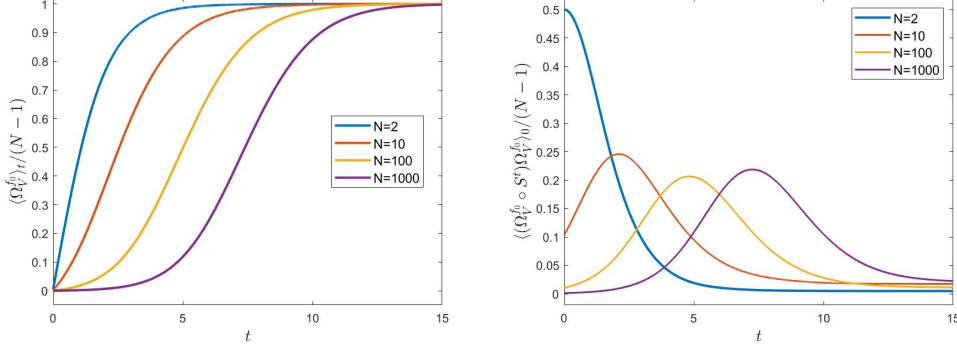 1
0.9
0.8
0.7
0.6
0.5
0.4
0.3
0.2
0.1
0
0
5
10
15
t
⟨Ω_V^{f_0}⟩_t/(N − 1)
N=2
N=10
N=100
N=1000
0.5
0.45
0.4
0.35
0.3
0.25
0.2
0.15
0.1
0.05
0
0
5
10
15
t
⟨(Ω_V^{f_0} ∘ S^t)Ω_V^{f_0}⟩_0/(N − 1)
N=2
N=10
N=100
N=1000